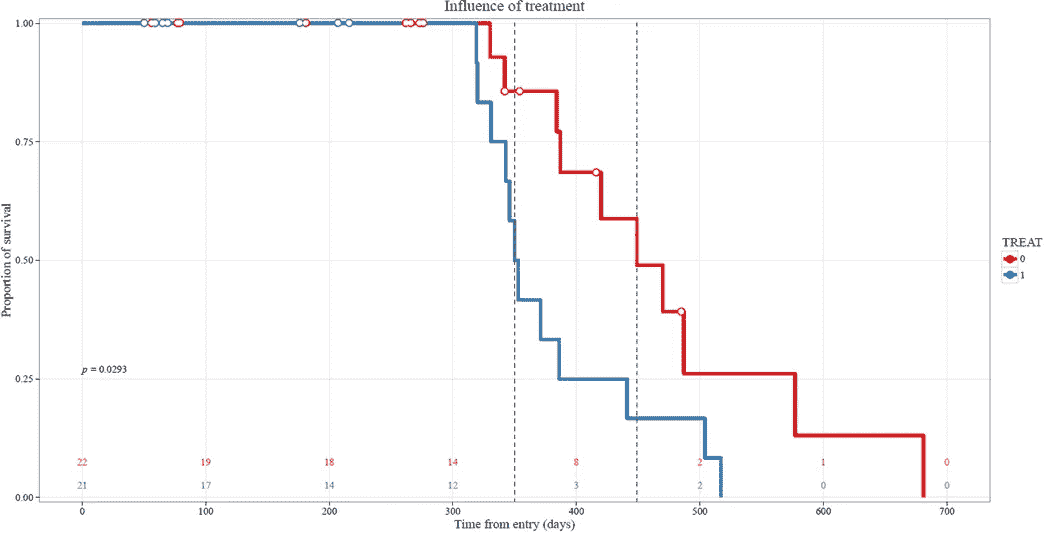 Influence of treatment
1.00
0.75
0.50
0.25
0.00
Proportion of survival
p = 0.0293
22 19 18 14 8 2 1 0
21 17 14 12 3 2 0 0
0 100 200 300 400 500 600 700
Time from entry (days)
TREAT
0
1